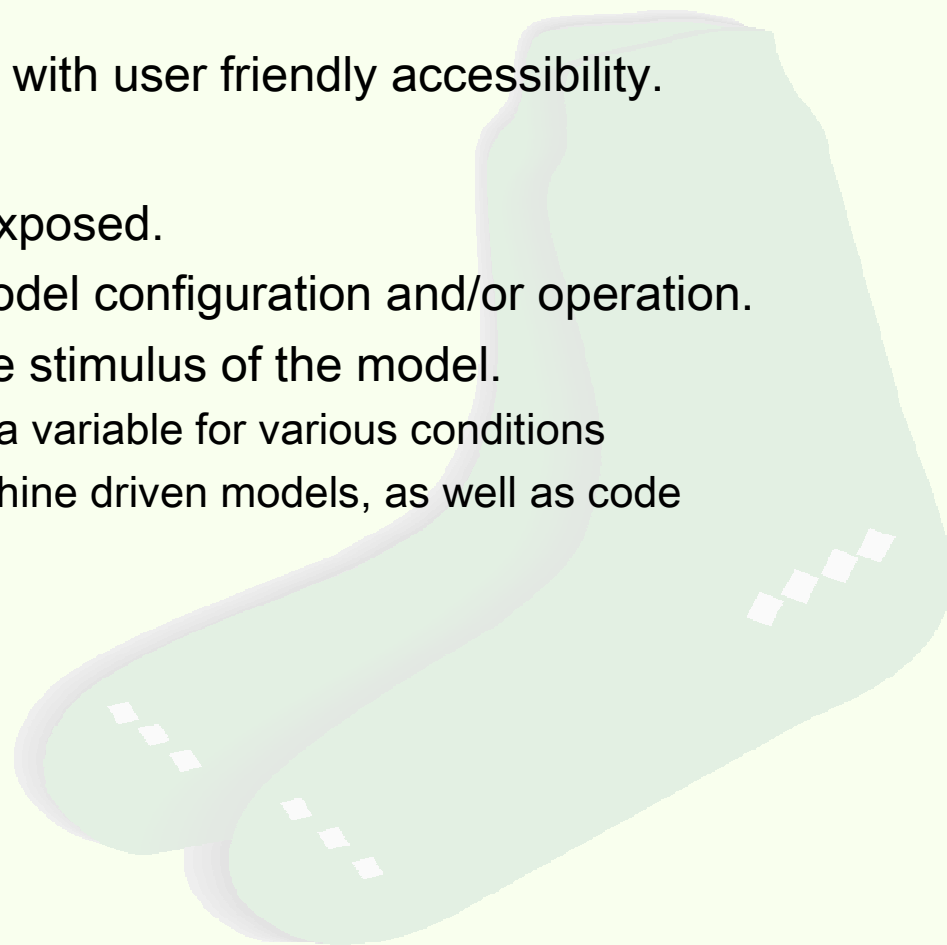 with user friendly accessibility.
xposed.
odel configuration and/or operation.
e stimulus of the model.
a variable for various conditions
hine driven models, as well as code